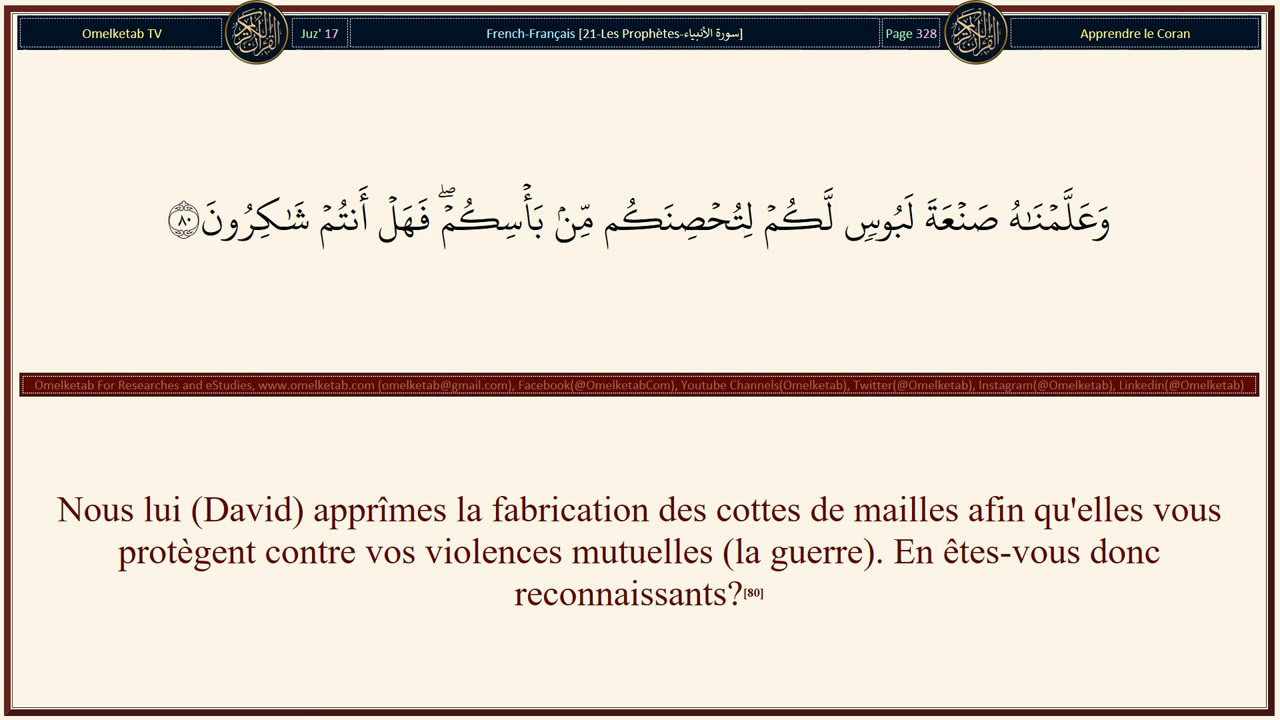 Omelketab TV
Juz' 17
French-Français [21-Les Prophètes-سورة الأنبياء]
Page 328
Apprendre le Coran
وَعَلَّمۡنَٰهُ صَنۡعَةَ لَبُوسٖ لَّكُمۡ لِتُحۡصِنَكُم مِّنۢ بَأۡسِكُمۡۖ فَهَلۡ أَنتُمۡ شَٰكِرُونَ ٨٠
Omelketab For Researches and eStudies, www.omelketab.com (omelketab@gmail.com), Facebook(@OmelketabCom), Youtube Channels(Omelketab), Twitter(@Omelketab), Instagram(@Omelketab), Linkedin(@Omelketab)
Nous lui (David) apprîmes la fabrication des cottes de mailles afin qu'elles vous
protègent contre vos violences mutuelles (la guerre). En êtes-vous donc
reconnaissants?[80]